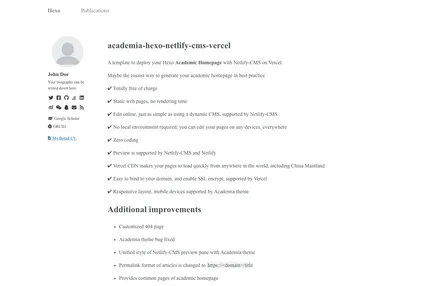 Hexo
Publications
John Doe
Your biography can be
writed down here.
Google Scholar
ORCID
My Detail CV.
academia-hexo-netlify-cms-vercel
A template to deploy your Hexo Academic Homepage with Netlify-CMS on Vercel
Maybe the easiest way to generate your academic homepage in best practice.
✔ Totally free of charge
✔ Static web pages, no rendering time
✔ Edit online, just as simple as using a dynamic CMS, supported by Netlify-CMS
✔ No local environment required, you can edit your pages on any devices, everywhere
✔ Zero coding
✔ Preview is supported by Netlify-CMS and Netlify
✔ Vercel CDN makes your pages to load quickly from anywhere in the world, including China Mainland
✔ Easy to bind to your domain, and enable SSL encrypt, supported by Vercel
✔ Responsive layout, mobile devices supported by Academia theme
Additional improvements
• Customized 404 page
• Academia theme bug fixed
• Unified style of Netlify-CMS preview pane with Academia theme
• Permalink format of articles is changed to https://domain/title
• Provides common pages of academic homepage